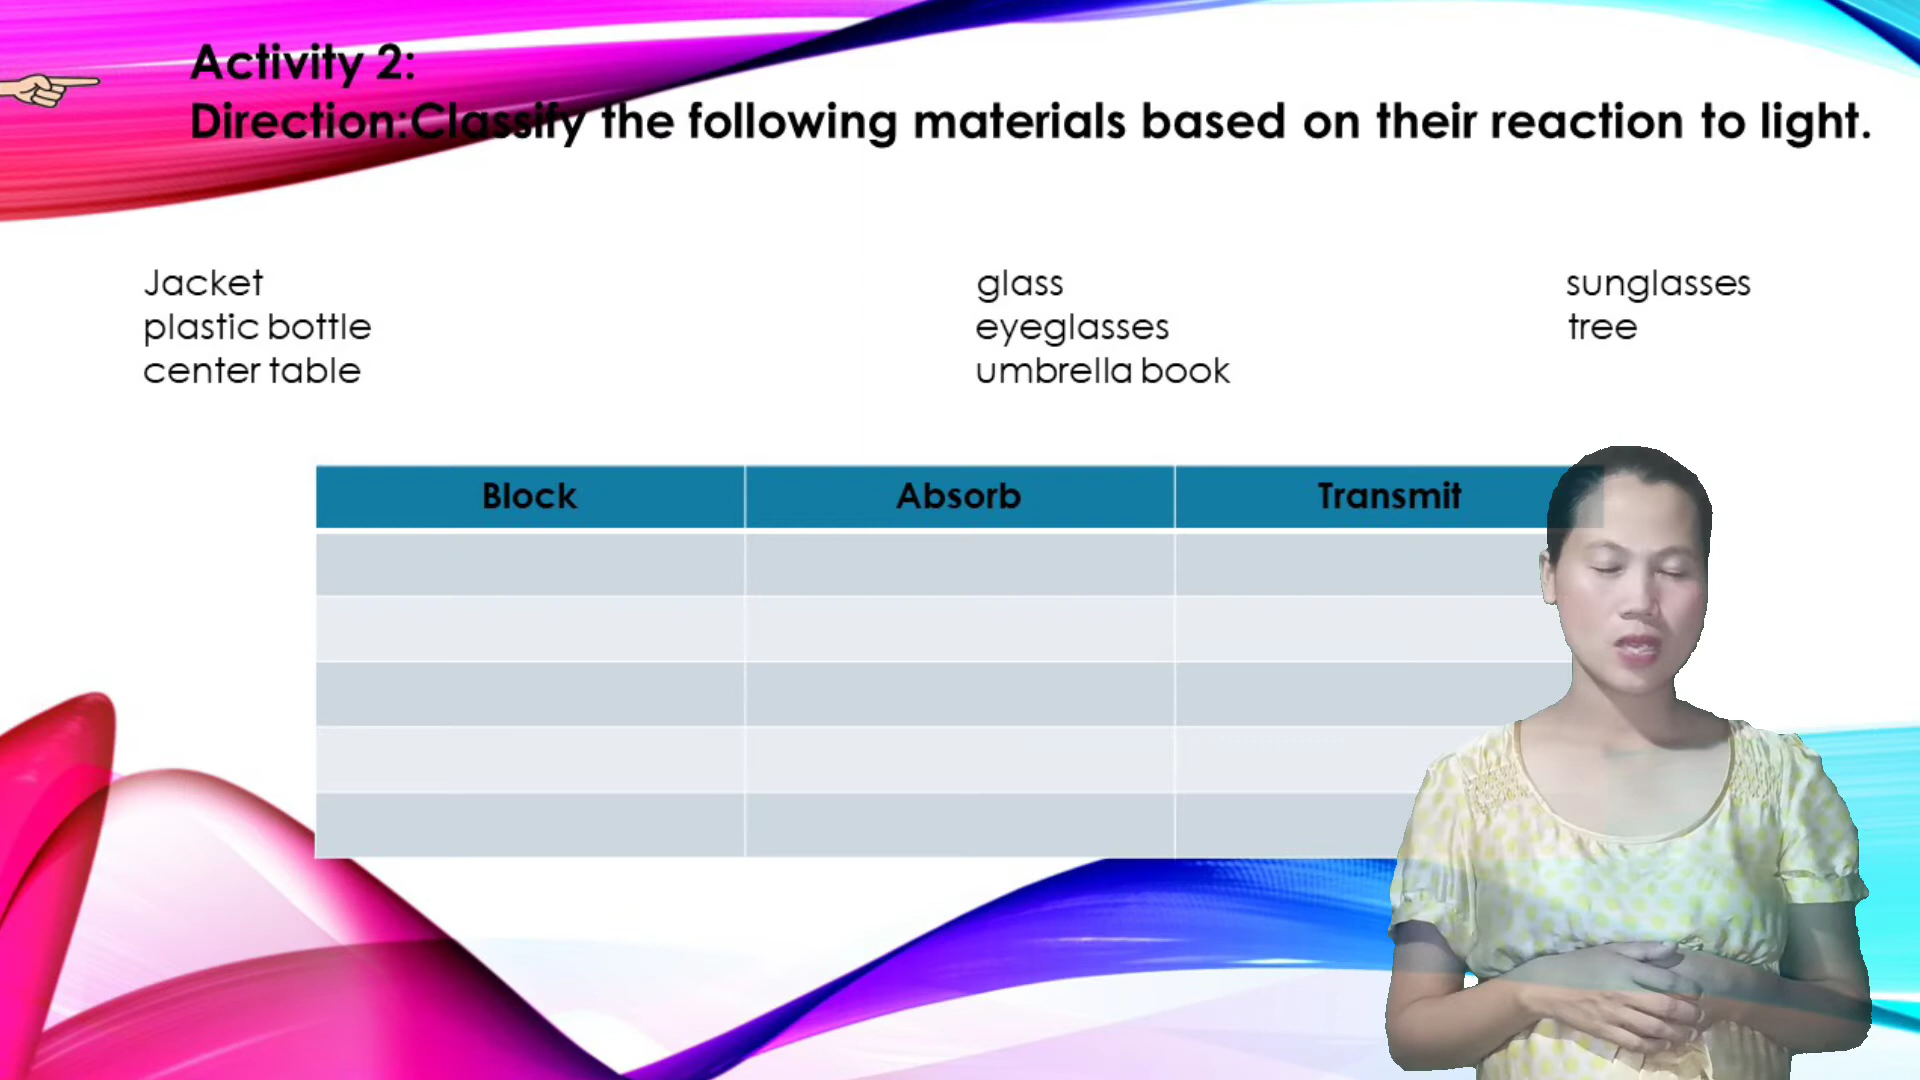 Activity 2:
Direction:Classify the following materials based on their reaction to light.
Jacket
plastic bottle
center table
glass
eyeglasses
umbrella book
sunglasses
tree
Block Absorb Transmit